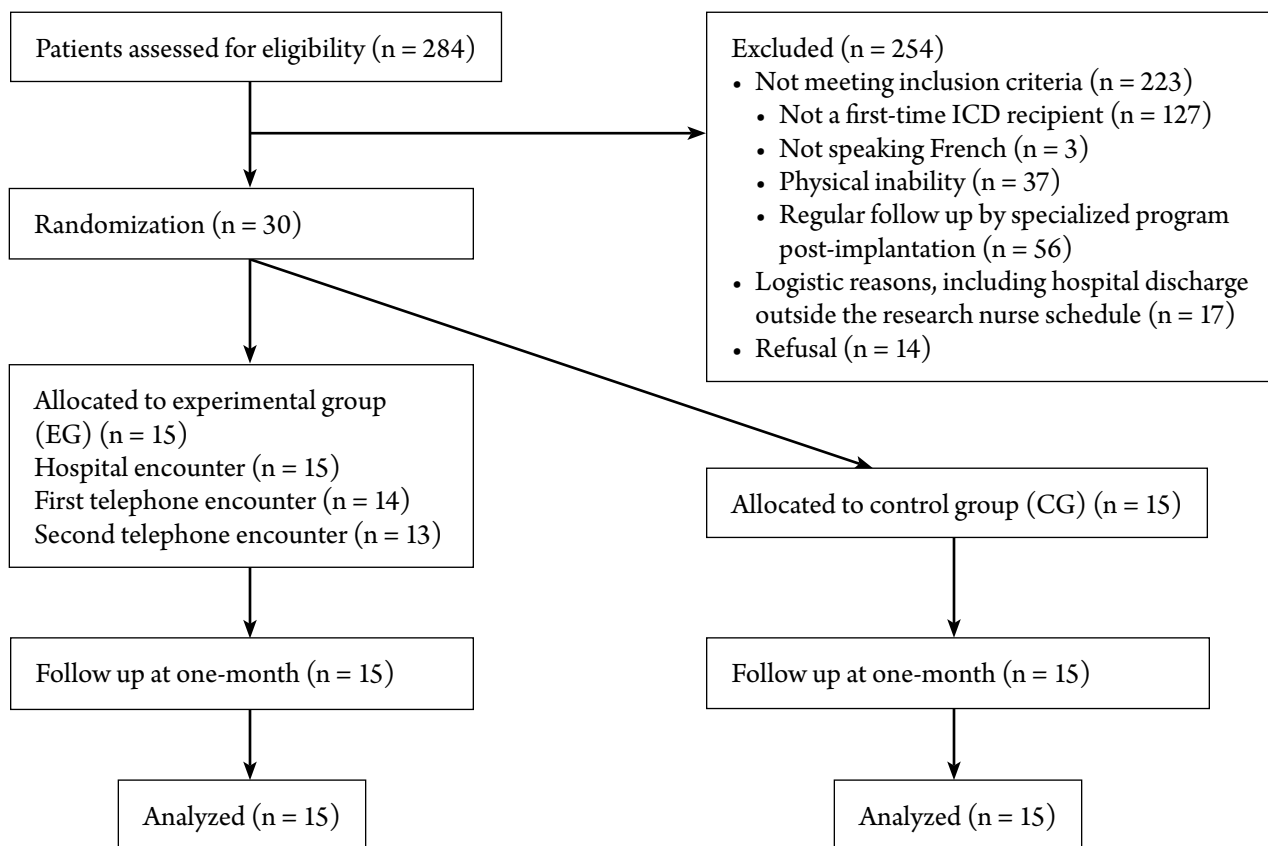 Patients assessed for eligibility (n = 284)
Excluded (n = 254)
• Not meeting inclusion criteria (n = 223)
• Not a first-time ICD recipient (n = 127)
• Not speaking French (n = 3)
• Physical inability (n = 37)
• Regular follow up by specialized program
post-implantation (n = 56)
• Logistic reasons, including hospital discharge
outside the research nurse schedule (n = 17)
• Refusal (n = 14)
Randomization (n = 30)
Allocated to experimental group
(EG) (n = 15)
Hospital encounter (n = 15)
First telephone encounter (n = 14)
Second telephone encounter (n = 13)
Allocated to control group (CG) (n = 15)
Follow up at one-month (n = 15)
Follow up at one-month (n = 15)
Analyzed (n = 15)
Analyzed (n = 15)